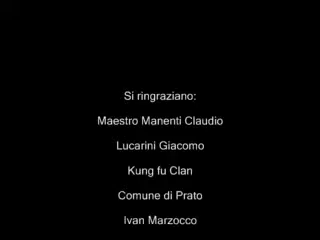 Si ringraziano:
Maestro Manenti Claudio
Lucarini Giacomo
Kung fu Clan
Comune di Prato
Ivan Marzocco